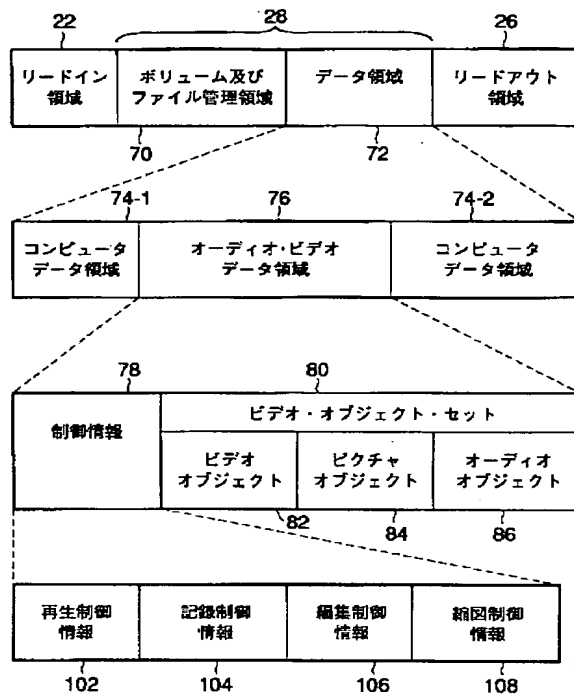 22
28
26
リードイン
領域
ボリューム及び
ファイル管理領域
データ領域
リードアウト
領域
70
72
74-1
76
74-2
コンピュータ
データ領域
オーディオ・ビデオ
データ領域
コンピュータ
データ領域
78
80
制御情報
ビデオ・オブジェクト・セット
ビデオ
オブジェクト
ピクチャ
オブジェクト
オーディオ
オブジェクト
82
84
86
再生制御
情報
記録制御
情報
編集制御
情報
縮図制御
情報
102
104
106
108